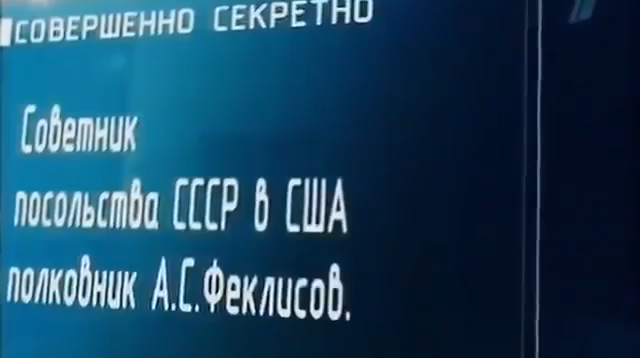 СОВЕРШЕННО СЕКРЕТНО
Советник
посольства СССР в США
полковник А.С.Феклисов.